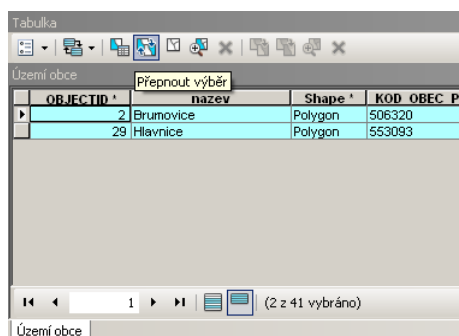 Tabulka
Území obce
Přepnout výběr
OBJECTID * nazev Shape * KOD_OBEC_P
2 Brumovice Polygon 506320
29 Hlavnice Polygon 553093
1 (2 z 41 vybráno)
Území obce